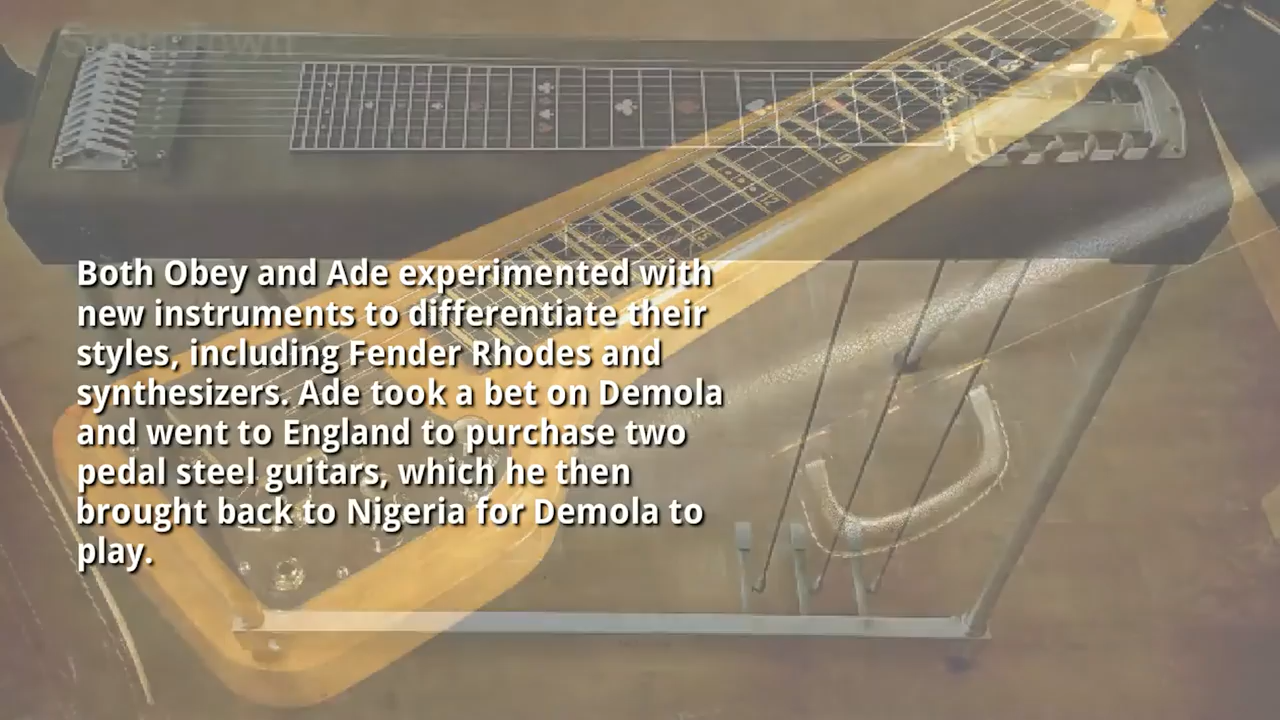 Song Town
Both Obey and Ade experimented with
new instruments to differentiate their
styles, including Fender Rhodes and
synthesizers. Ade took a bet on Demola
and went to England to purchase two
pedal steel guitars, which he then
brought back to Nigeria for Demola to
play.